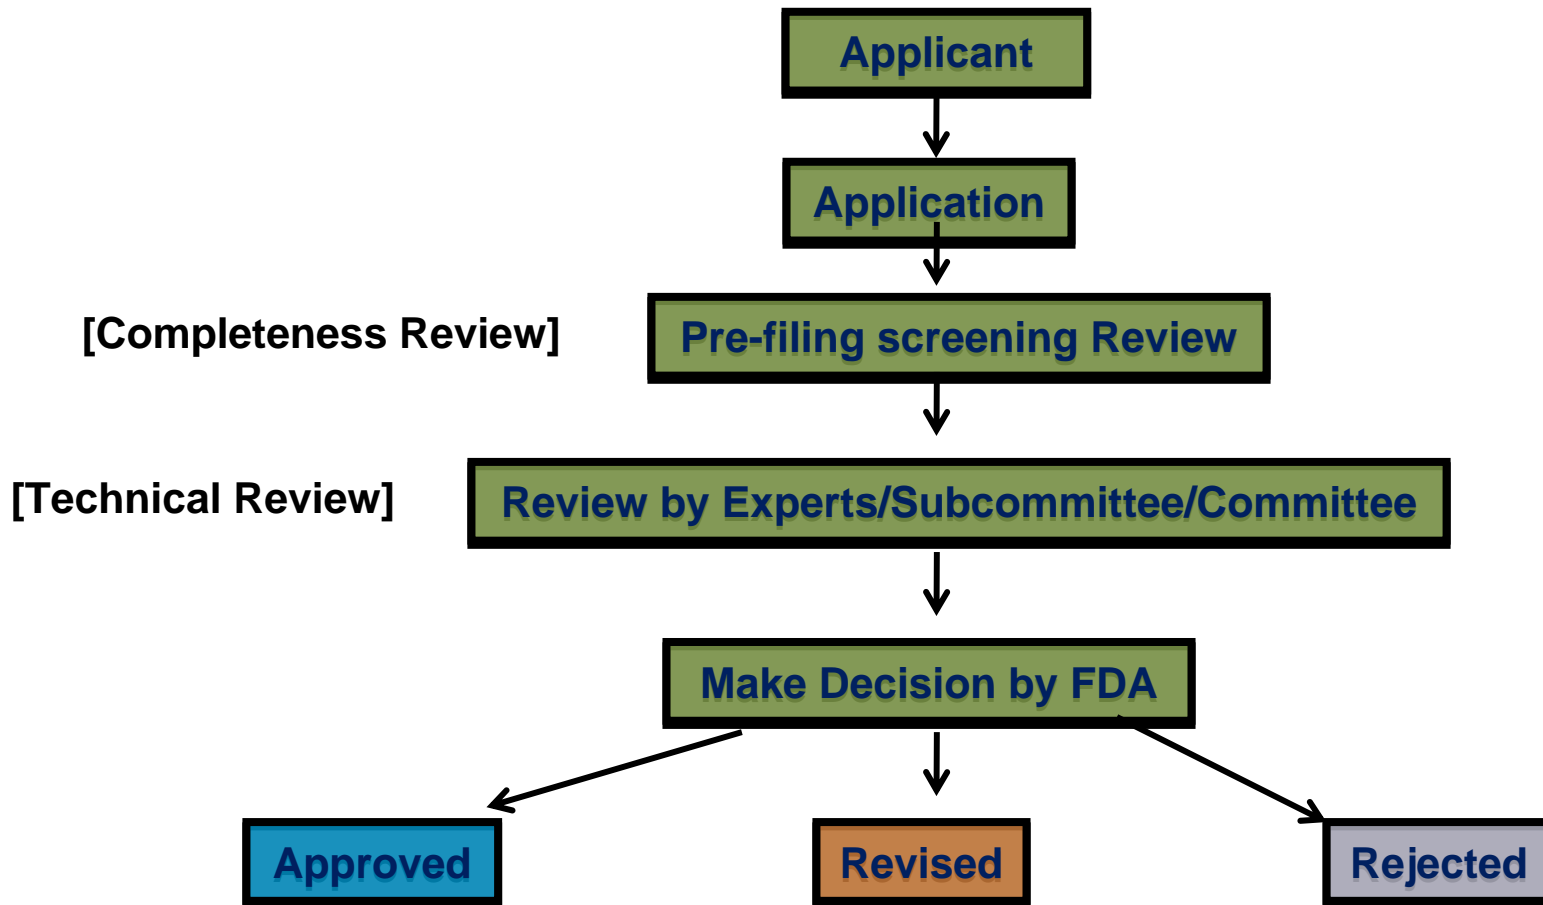 Applicant
Application
[Completeness Review]
Pre-filing screening Review
[Technical Review]
Review by Experts/Subcommittee/Committee
Make Decision by FDA
Approved
Revised
Rejected